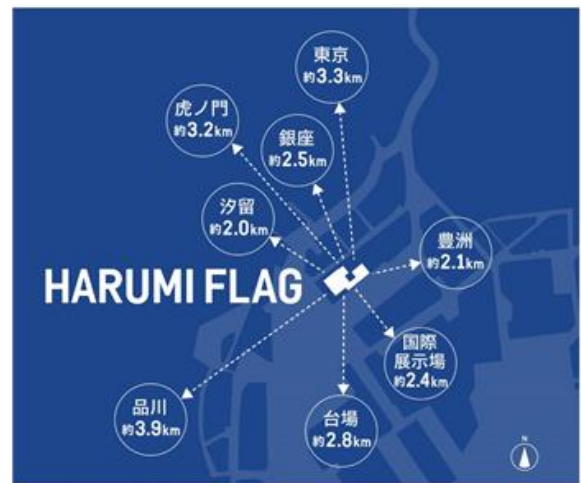 東京
約3.3km
虎ノ門
約3.2km
銀座
約2.5km
汐留
約2.0km
豊洲
約2.1km
HARUMI FLAG
国際
展示場
約2.4km
品川
約3.9km
台場
約2.8km
N